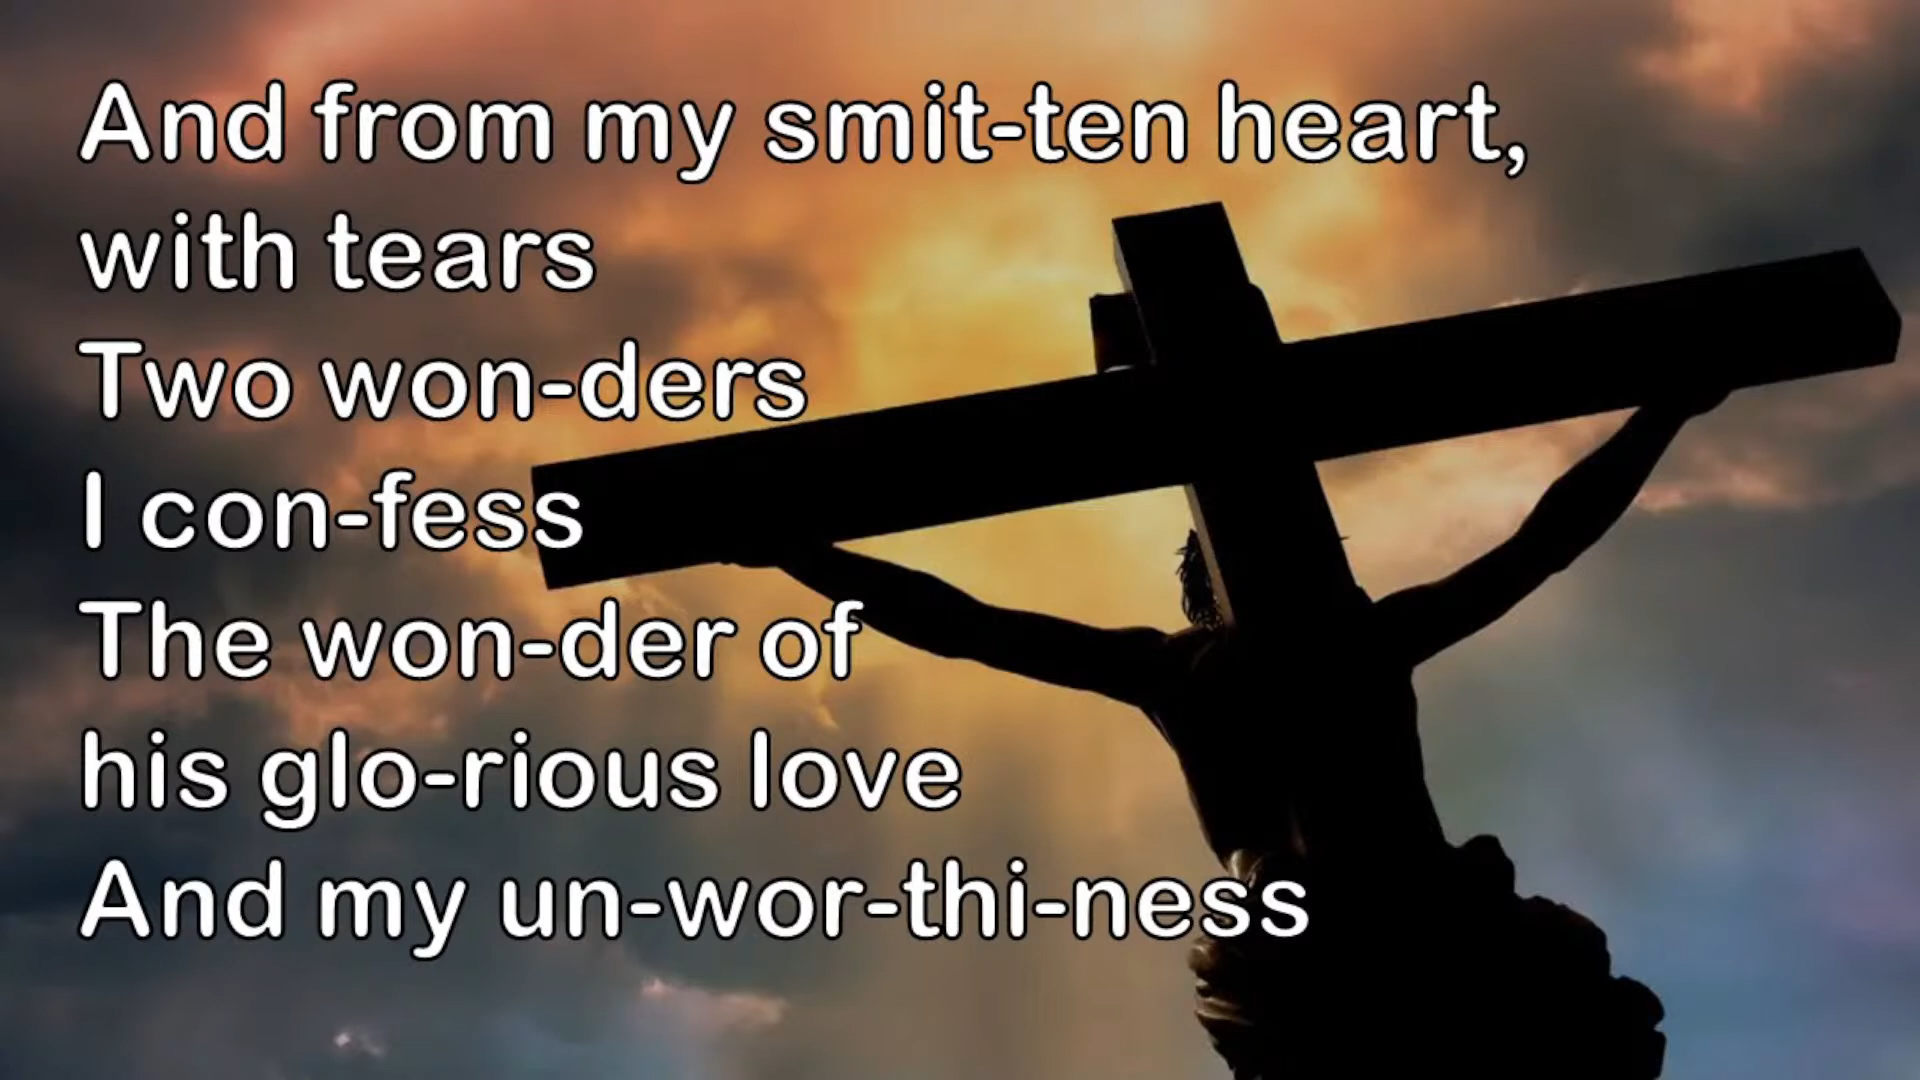 And from my smit-ten heart,
with tears
Two won-ders
I con-fess
The won-der of
his glo-rious love
And my un-wor-thi-ness